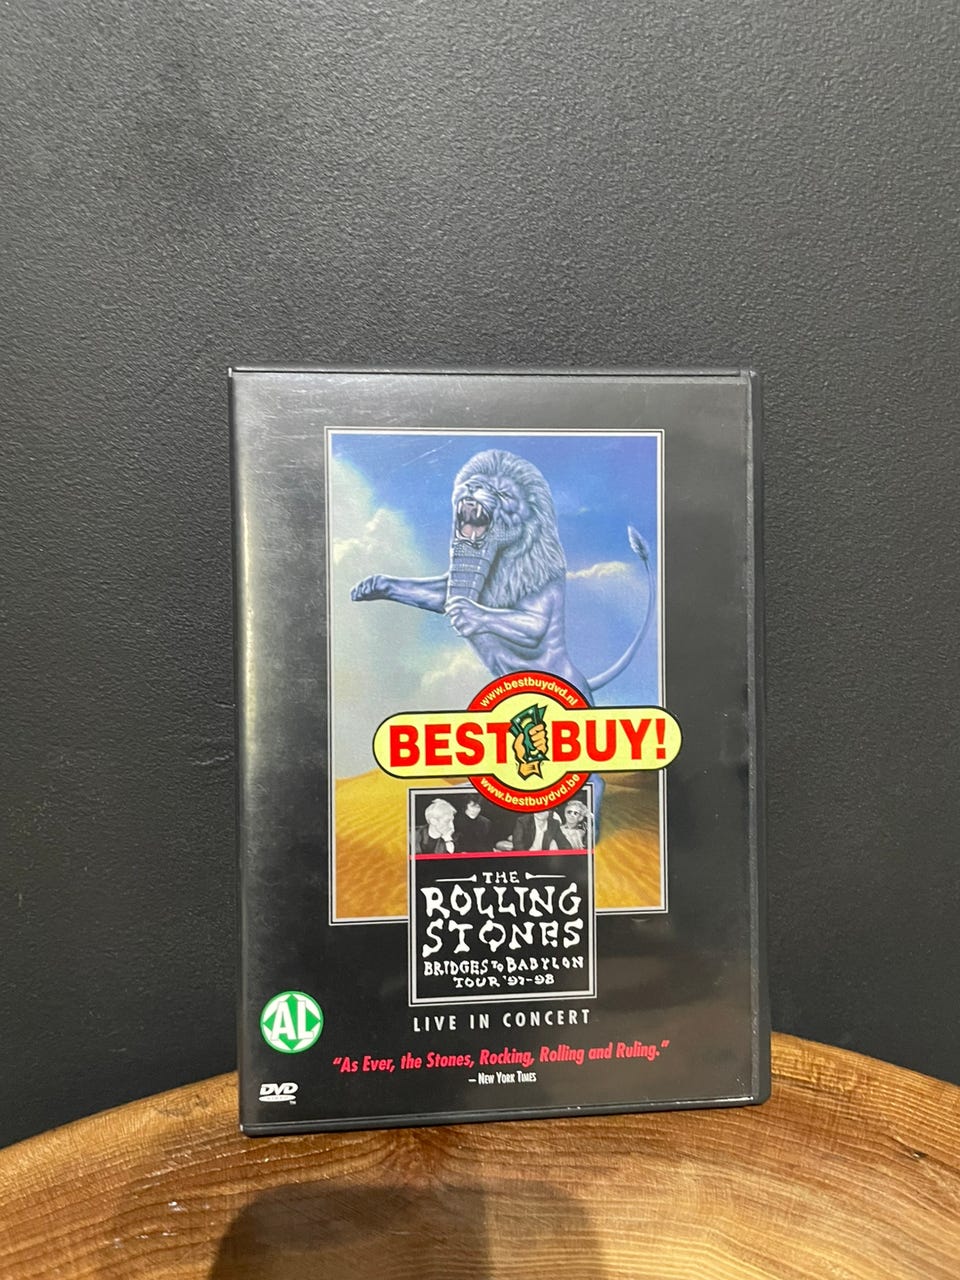 www.bestbuydvd.nl
BEST BUY!
www.bestbuydvd.be
THE
ROLLING
STONES
BRIDGES TO BABYLON
TOUR '97-98
LIVE IN CONCERT
"As Ever, the Stones, Rocking, Rolling and Ruling."
– NEW YORK TIMES
AL
DVD
TM